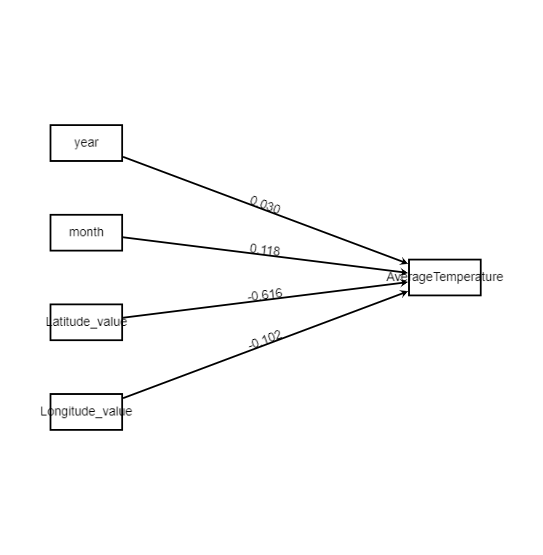 year
0.030
month
0.118
AverageTemperature
-0.616
Latitude_value
-0.102
Longitude_value